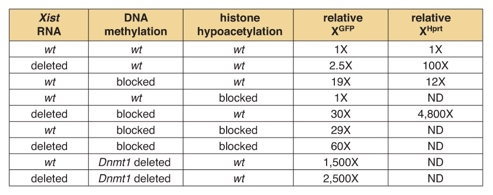 Xist RNA | DNA methylation | histone hypoacetylation | relative X^GFP | relative X^Hprt
wt | wt | wt | 1X | 1X
deleted | wt | wt | 2.5X | 100X
wt | blocked | wt | 19X | 12X
wt | wt | blocked | 1X | ND
deleted | blocked | wt | 30X | 4,800X
wt | blocked | blocked | 29X | ND
deleted | blocked | blocked | 60X | ND
wt | Dnmt1 deleted | wt | 1,500X | ND
deleted | Dnmt1 deleted | wt | 2,500X | ND